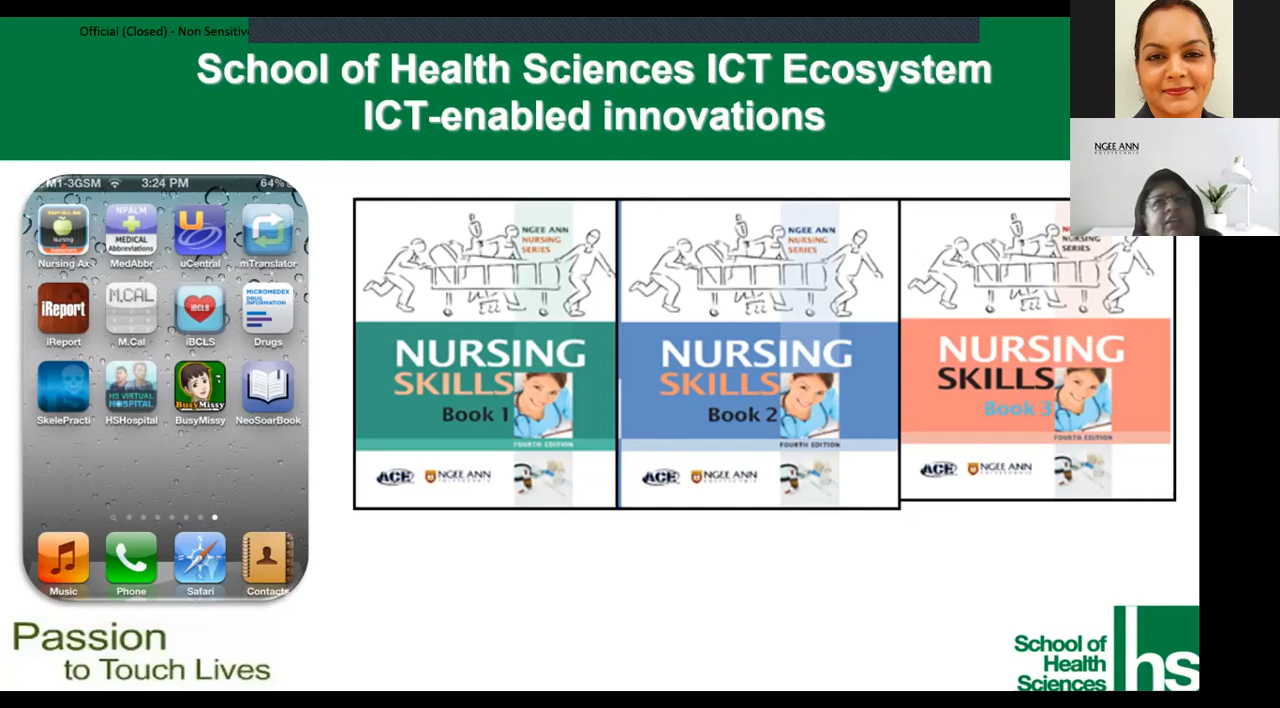 Official (Closed) - Non Sensitive
School of Health Sciences ICT Ecosystem
ICT-enabled innovations
NGEE ANN
POLYTECHNIC
M1-3GSM 3:24 PM 64%
Nursing
NPALM
MEDICAL
Abbreviations
U
Nursing Ax MedAbbr uCentral mTranslator
iReport
M.CAL
iBCLS
MICROMEDEX
DRUG
INFORMATION
iReport M.Cal iBCLS Drugs
HS VIRTUAL
HOSPITAL
BusyMissy
SkelePracti HSHospital BusyMissy NeoSoarBook
Music Phone Safari Contacts
NGEE ANN
NURSING
SERIES
NURSING
SKILLS
Book 1
FOURTH EDITION
ACE NGEE ANN
POLYTECHNIC
NGEE ANN
NURSING
SERIES
NURSING
SKILLS
Book 2
FOURTH EDITION
ACE NGEE ANN
POLYTECHNIC
NURSING
SERIES
NURSING
SKILLS
Book 3
FOURTH EDITION
ACE NGEE ANN
POLYTECHNIC
Passion
to Touch Lives
School of
Health
Sciences
hs